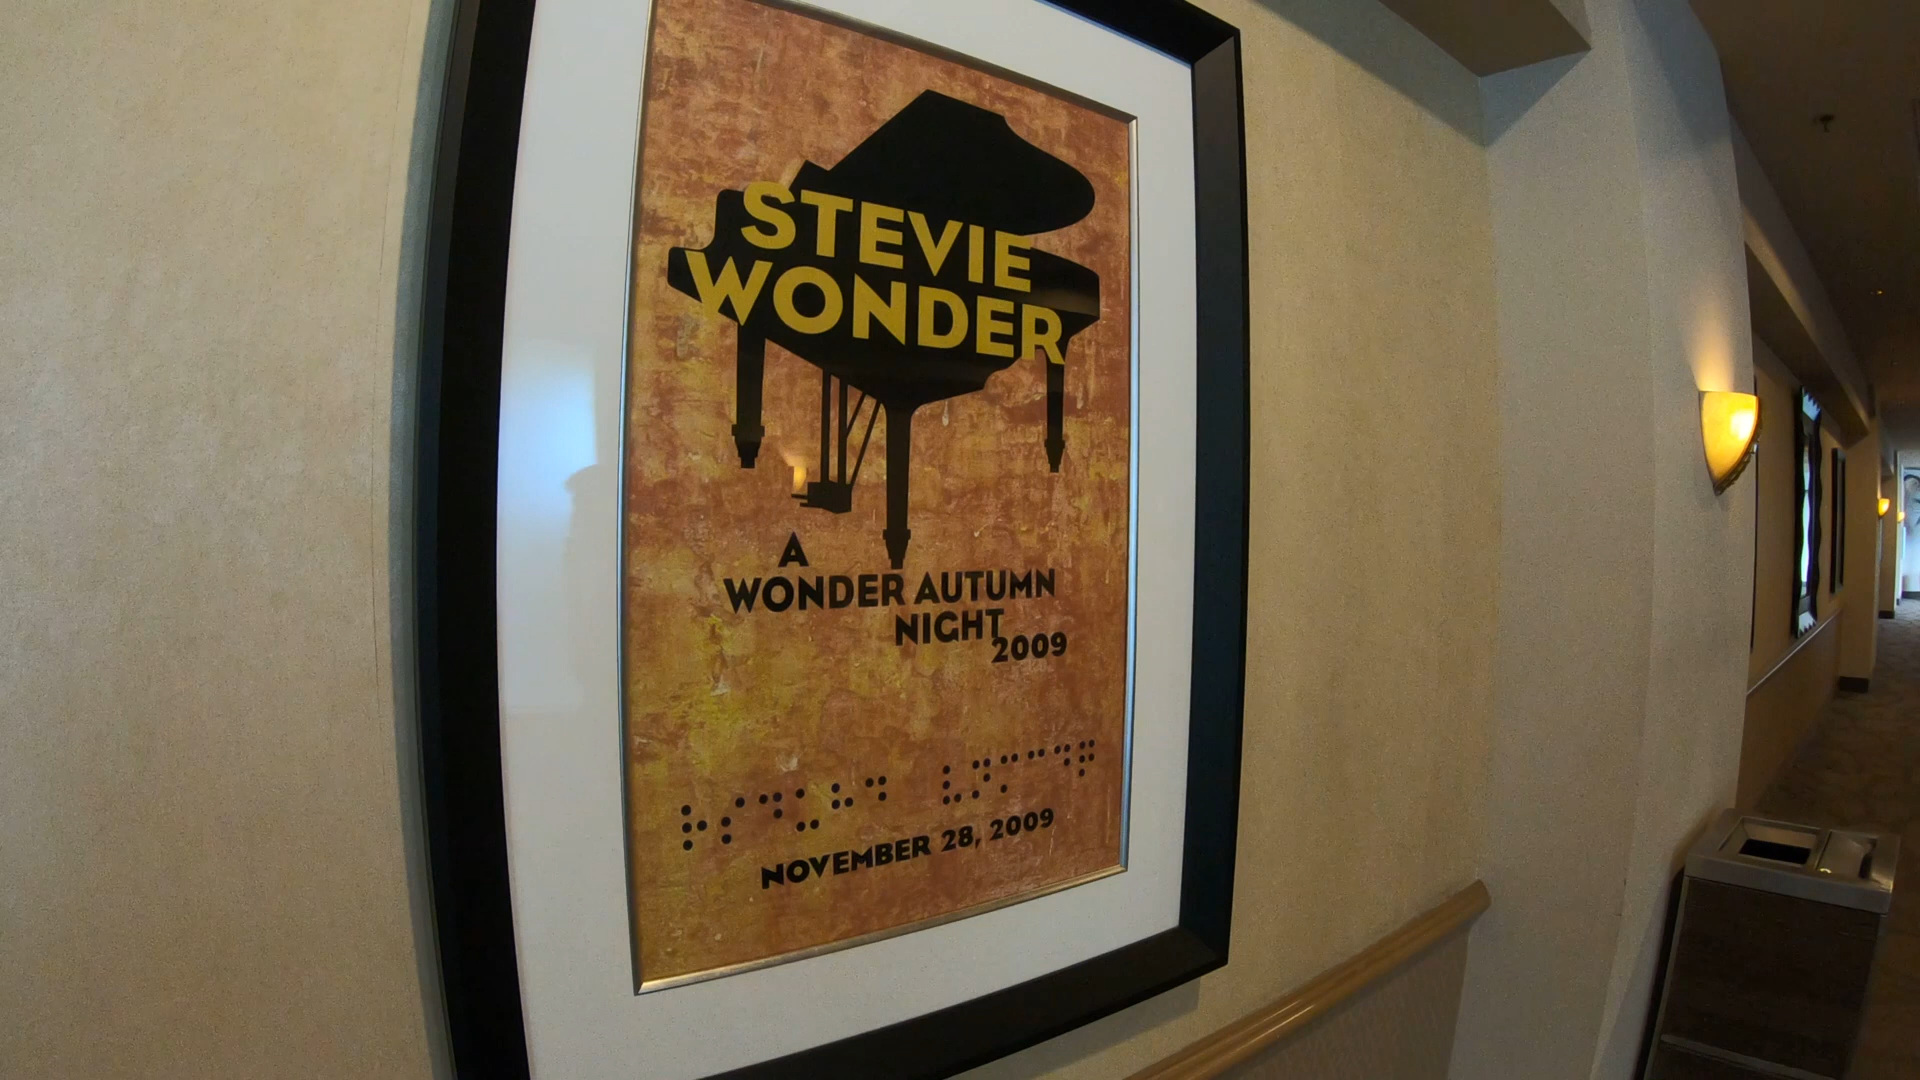 STEVIE
WONDER
A
WONDER AUTUMN
NIGHT
2009
NOVEMBER 28, 2009